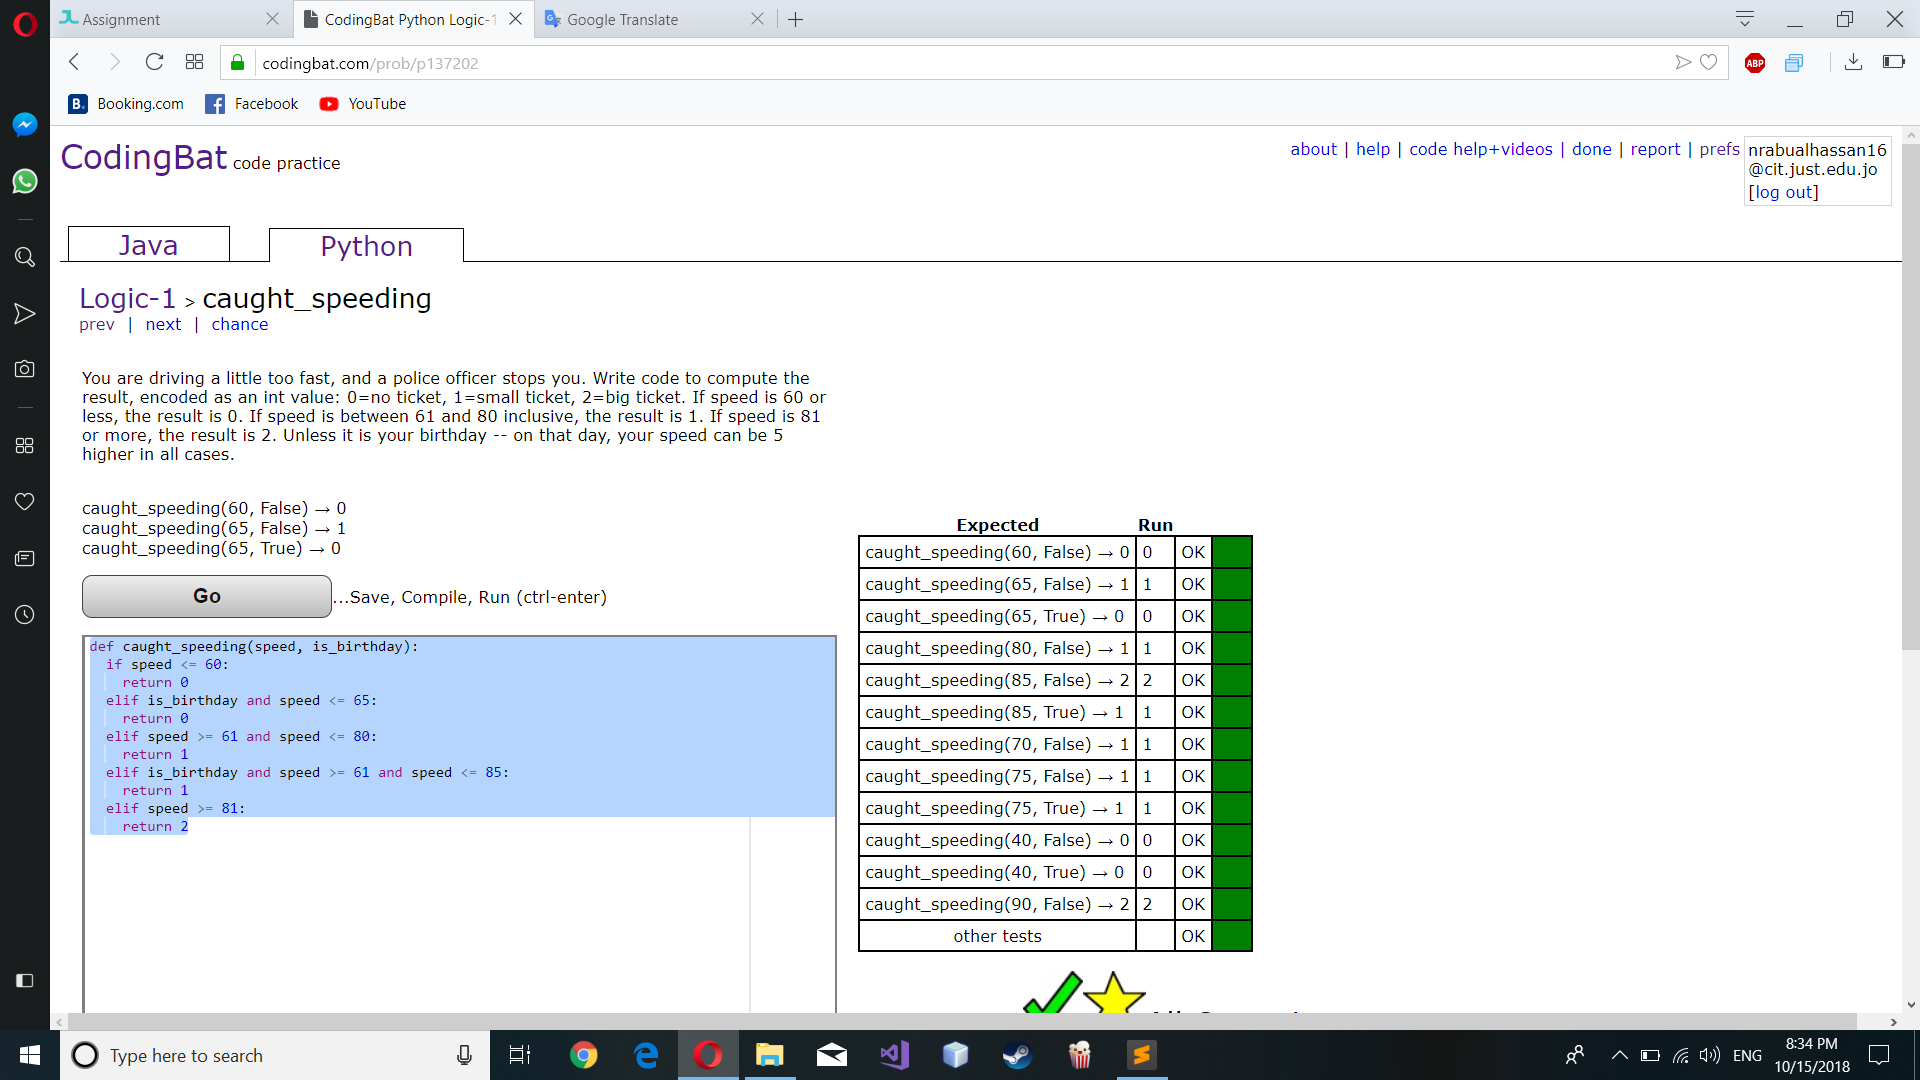 Assignment
CodingBat Python Logic-1
Google Translate
codingbat.com/prob/p137202
ABP
B. Booking.com
Facebook
YouTube
CodingBat code practice
about | help | code help+videos | done | report | prefs
nrabualhassan16
@cit.just.edu.jo
[log out]
Java
Python
Logic-1 > caught_speeding
prev | next | chance
You are driving a little too fast, and a police officer stops you. Write code to compute the
result, encoded as an int value: 0=no ticket, 1=small ticket, 2=big ticket. If speed is 60 or
less, the result is 0. If speed is between 61 and 80 inclusive, the result is 1. If speed is 81
or more, the result is 2. Unless it is your birthday -- on that day, your speed can be 5
higher in all cases.
caught_speeding(60, False) → 0
caught_speeding(65, False) → 1
caught_speeding(65, True) → 0
Go
...Save, Compile, Run (ctrl-enter)
def caught_speeding(speed, is_birthday):
  if speed <= 60:
    return 0
  elif is_birthday and speed <= 65:
    return 0
  elif speed >= 61 and speed <= 80:
    return 1
  elif is_birthday and speed >= 61 and speed <= 85:
    return 1
  elif speed >= 81:
    return 2
Expected Run
caught_speeding(60, False) → 0 0 OK
caught_speeding(65, False) → 1 1 OK
caught_speeding(65, True) → 0 0 OK
caught_speeding(80, False) → 1 1 OK
caught_speeding(85, False) → 2 2 OK
caught_speeding(85, True) → 1 1 OK
caught_speeding(70, False) → 1 1 OK
caught_speeding(75, False) → 1 1 OK
caught_speeding(75, True) → 1 1 OK
caught_speeding(40, False) → 0 0 OK
caught_speeding(40, True) → 0 0 OK
caught_speeding(90, False) → 2 2 OK
other tests OK
Type here to search
ENG
8:34 PM
10/15/2018